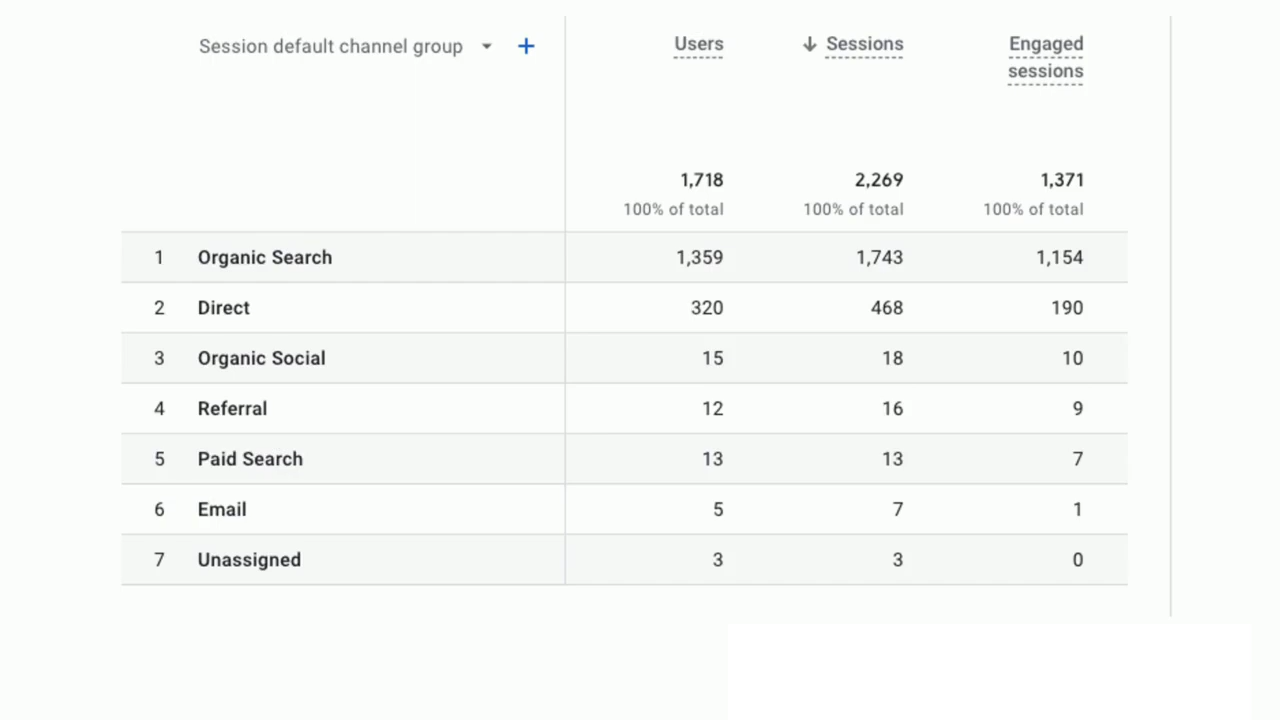 Session default channel group Users Sessions Engaged sessions
1,718 2,269 1,371
100% of total 100% of total 100% of total
1 Organic Search 1,359 1,743 1,154
2 Direct 320 468 190
3 Organic Social 15 18 10
4 Referral 12 16 9
5 Paid Search 13 13 7
6 Email 5 7 1
7 Unassigned 3 3 0